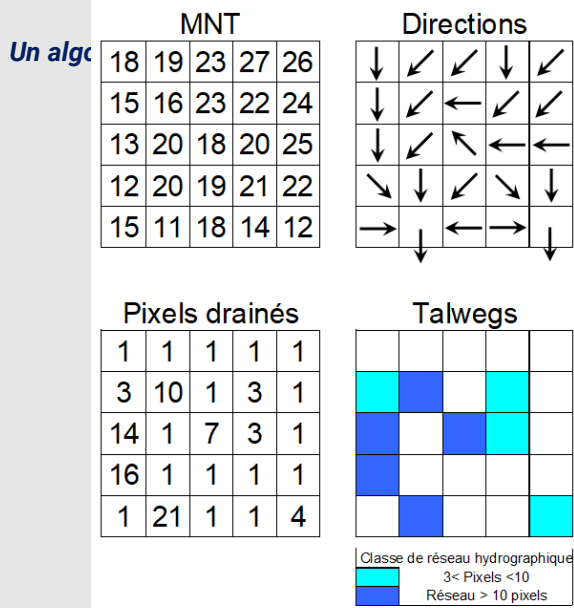 Un algo
MNT
18 19 23 27 26
15 16 23 22 24
13 20 18 20 25
12 20 19 21 22
15 11 18 14 12
Directions
Pixels drainés
1 1 1 1 1
3 10 1 3 1
14 1 7 3 1
16 1 1 1 1
1 21 1 1 4
Talwegs
Classe de réseau hydrographique
3< Pixels <10
Réseau > 10 pixels